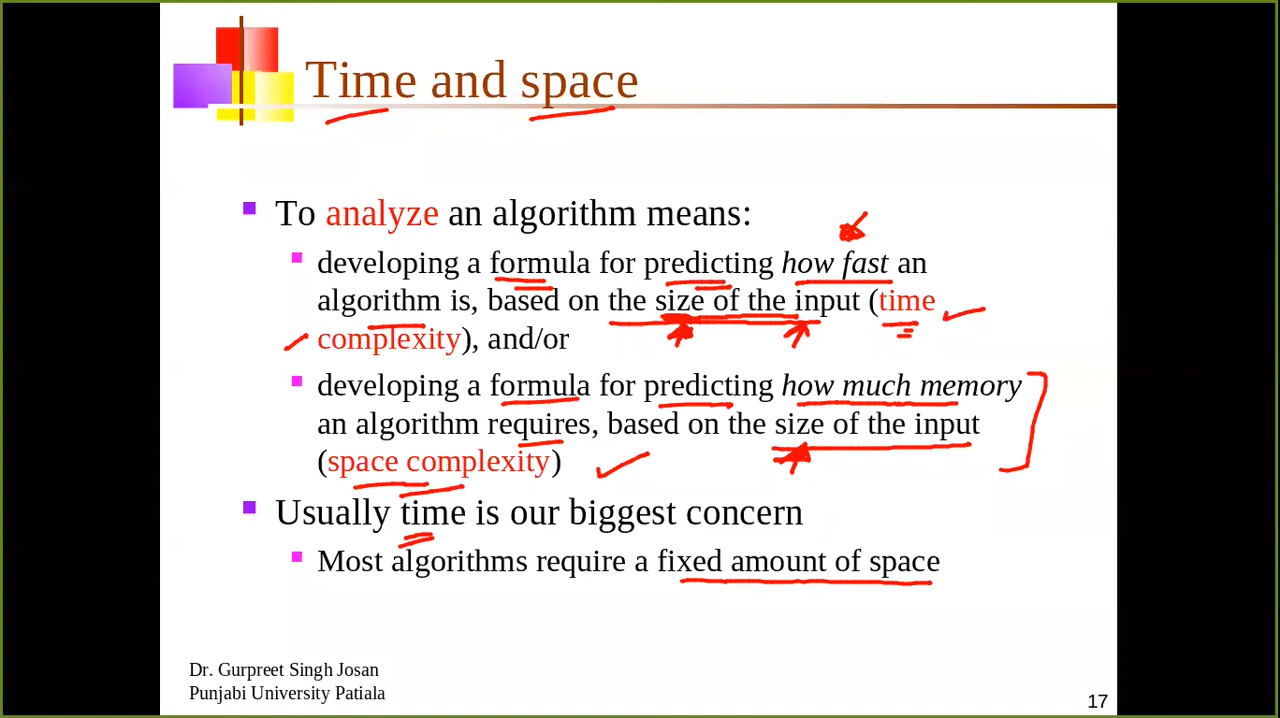 Time and space
To analyze an algorithm means:
developing a formula for predicting how fast an
algorithm is, based on the size of the input (time
complexity), and/or
developing a formula for predicting how much memory
an algorithm requires, based on the size of the input
(space complexity)
Usually time is our biggest concern
Most algorithms require a fixed amount of space
Dr. Gurpreet Singh Josan
Punjabi University Patiala
17